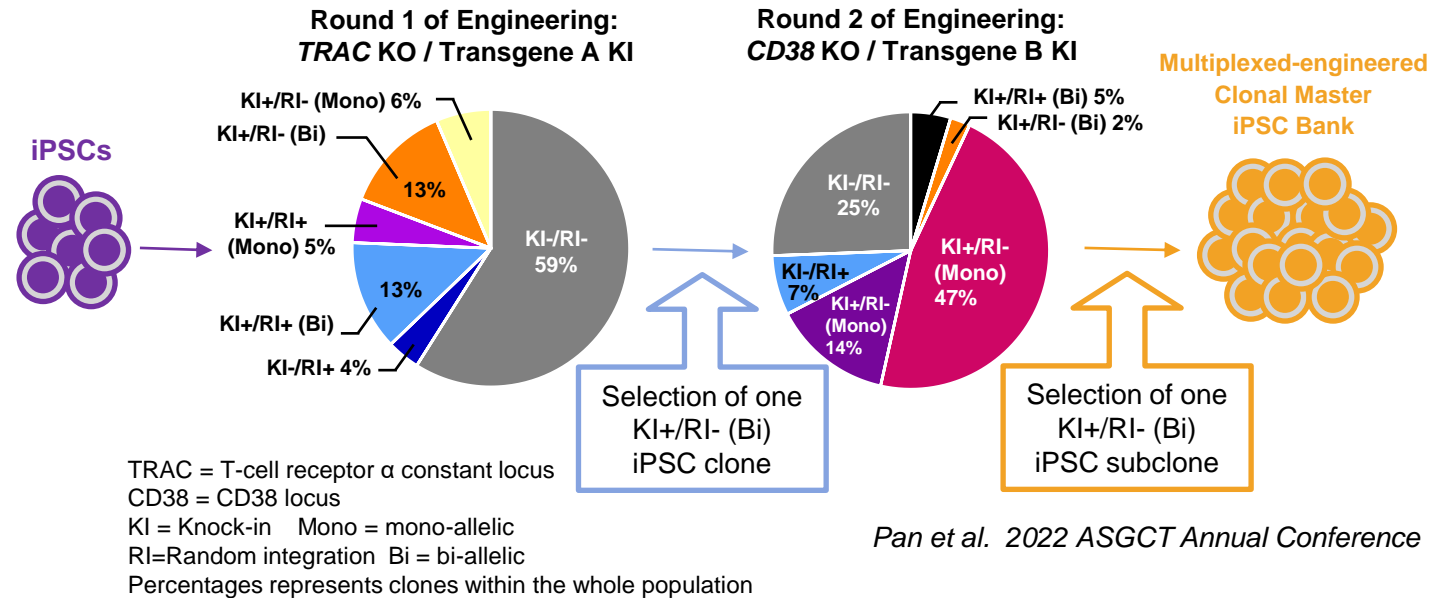 Round 1 of Engineering:
TRAC KO / Transgene A KI
Round 2 of Engineering:
CD38 KO / Transgene B KI
Multiplexed-engineered
Clonal Master
iPSC Bank
iPSCs
KI+/RI- (Mono) 6%
KI+/RI- (Bi)
13%
KI+/RI+
(Mono) 5%
13%
KI+/RI+ (Bi)
KI-/RI+ 4%
KI-/RI-
59%
KI+/RI+ (Bi) 5%
KI+/RI- (Bi) 2%
KI-/RI-
25%
KI+/RI-
(Mono)
47%
KI-/RI+
7%
KI+/RI-
(Mono)
14%
Selection of one
KI+/RI- (Bi)
iPSC clone
Selection of one
KI+/RI- (Bi)
iPSC subclone
TRAC = T-cell receptor α constant locus
CD38 = CD38 locus
KI = Knock-in Mono = mono-allelic
RI=Random integration Bi = bi-allelic
Percentages represents clones within the whole population
Pan et al. 2022 ASGCT Annual Conference